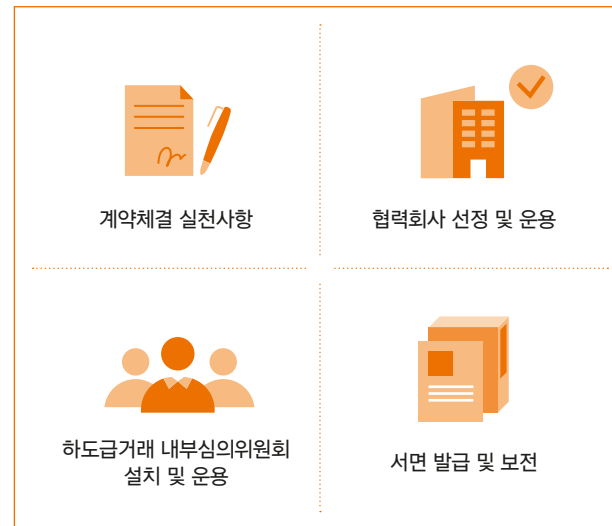 계약체결 실천사항
협력회사 선정 및 운용
하도급거래 내부심의위원회
설치 및 운용
서면 발급 및 보전